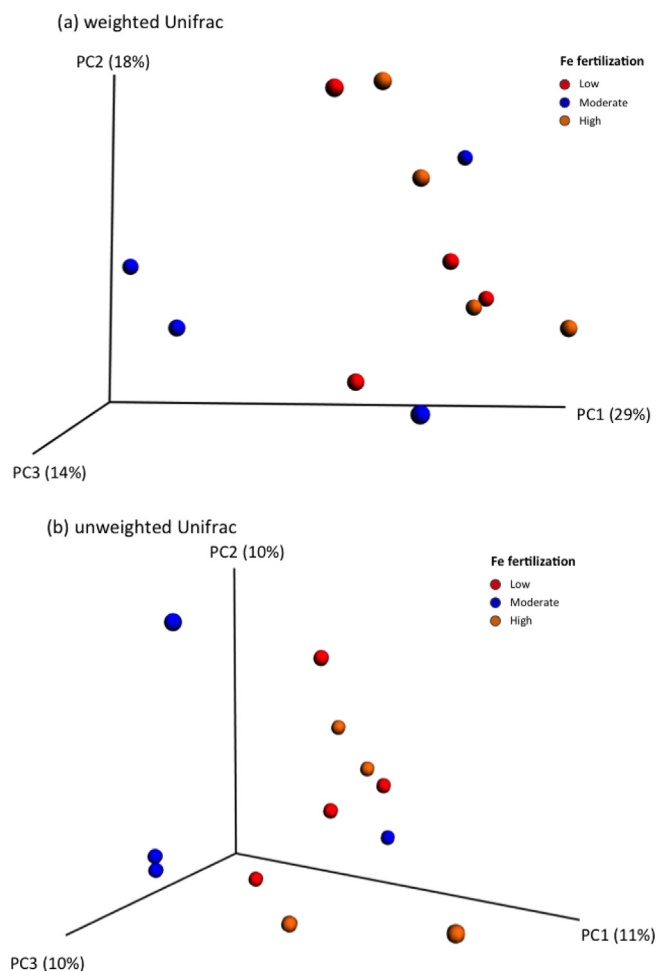 (a) weighted Unifrac
PC2 (18%)
Fe fertilization
Low
Moderate
High
PC1 (29%)
PC3 (14%)
(b) unweighted Unifrac
PC2 (10%)
Fe fertilization
Low
Moderate
High
PC1 (11%)
PC3 (10%)